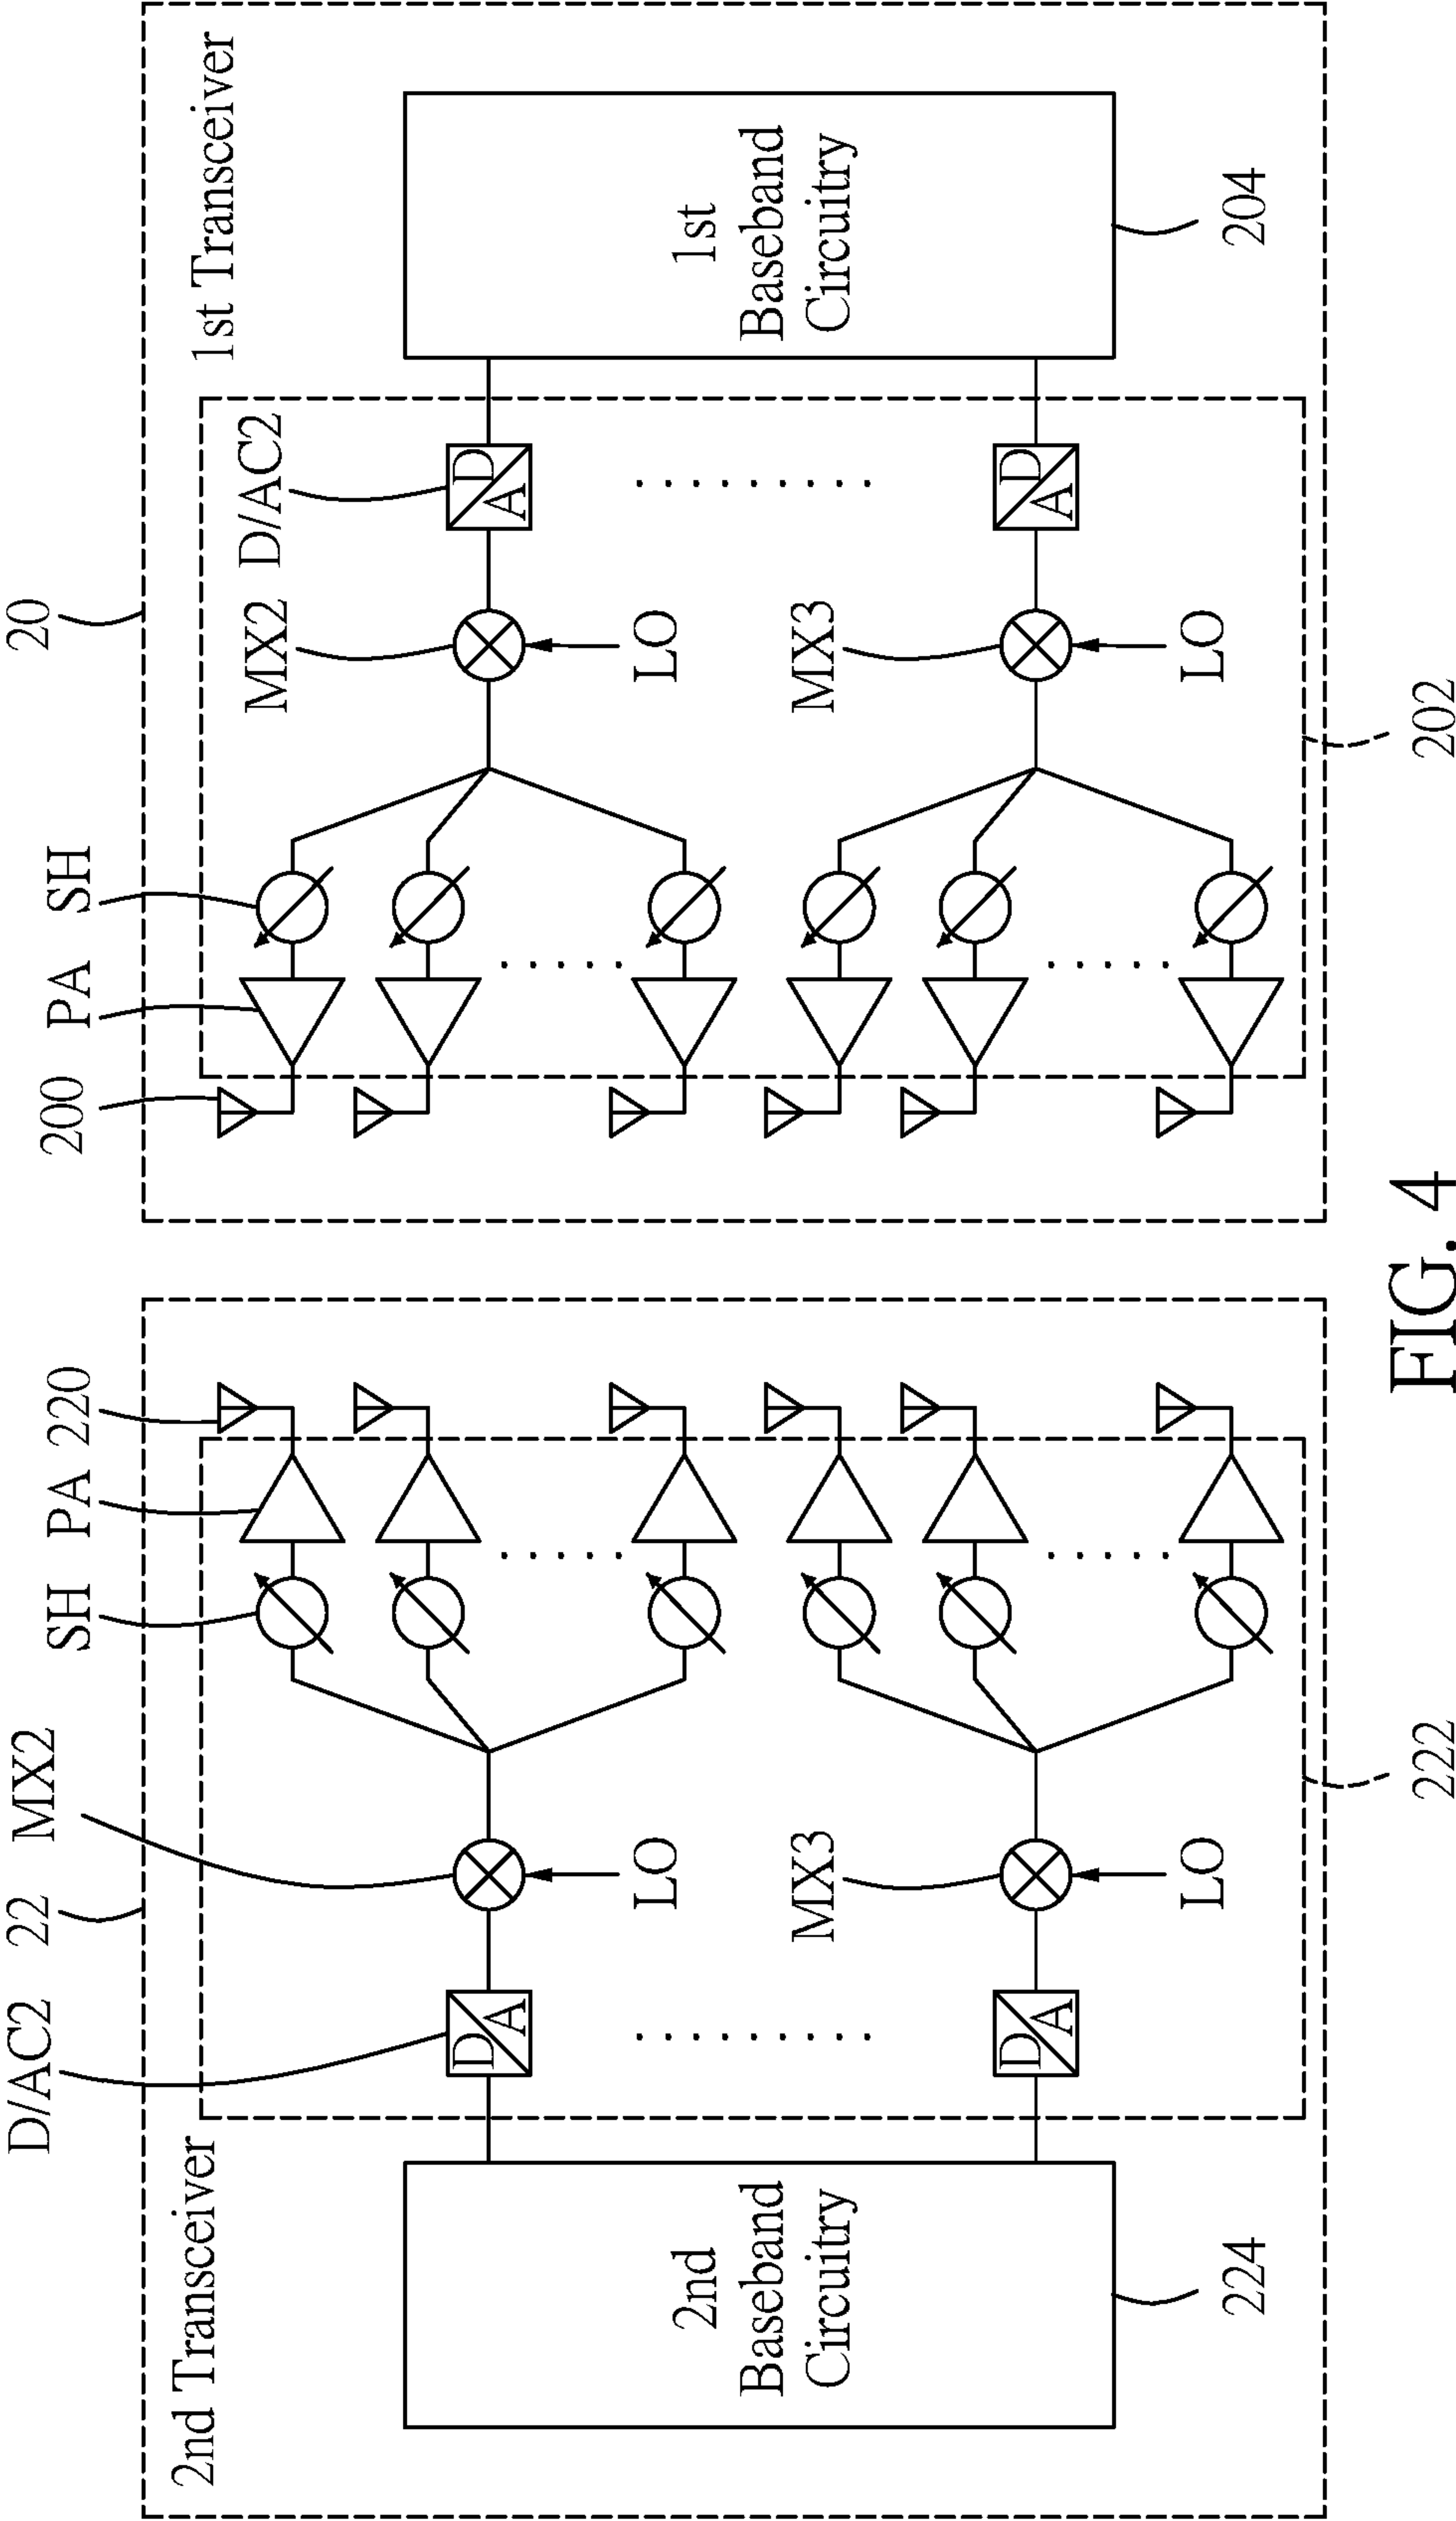 D/AC2
22
MX2
20
SH
PA
220
200
PA
SH
2nd Transceiver
1st Transceiver
MX2
D/AC2
D
A
A
D
LO
LO
2nd
Baseband
Circuitry
1st
Baseband
Circuitry
MX3
MX3
D
A
A
D
LO
LO
224
204
222
202
FIG. 4